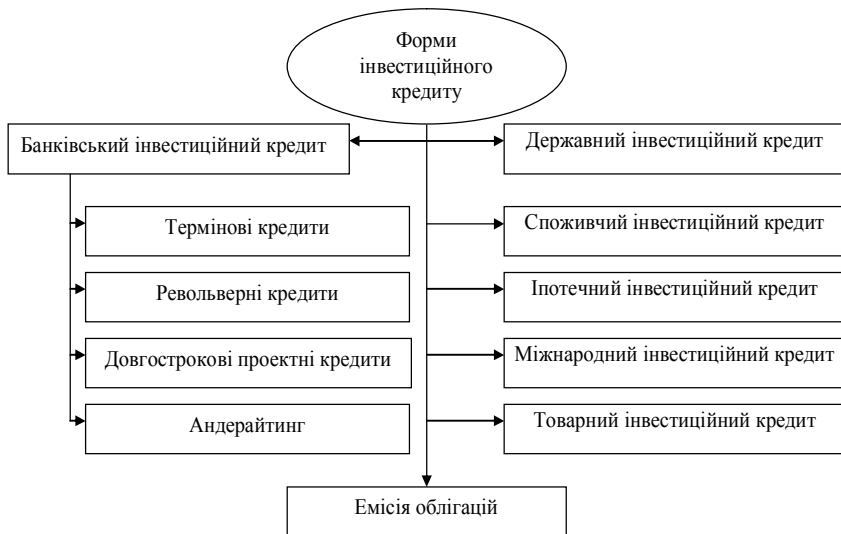 Форми
інвестиційного
кредиту
Банківський інвестиційний кредит
Державний інвестиційний кредит
Термінові кредити
Споживчий інвестиційний кредит
Револьверні кредити
Іпотечний інвестиційний кредит
Довгострокові проектні кредити
Міжнародний інвестиційний кредит
Андерайтинг
Товарний інвестиційний кредит
Емісія облігацій